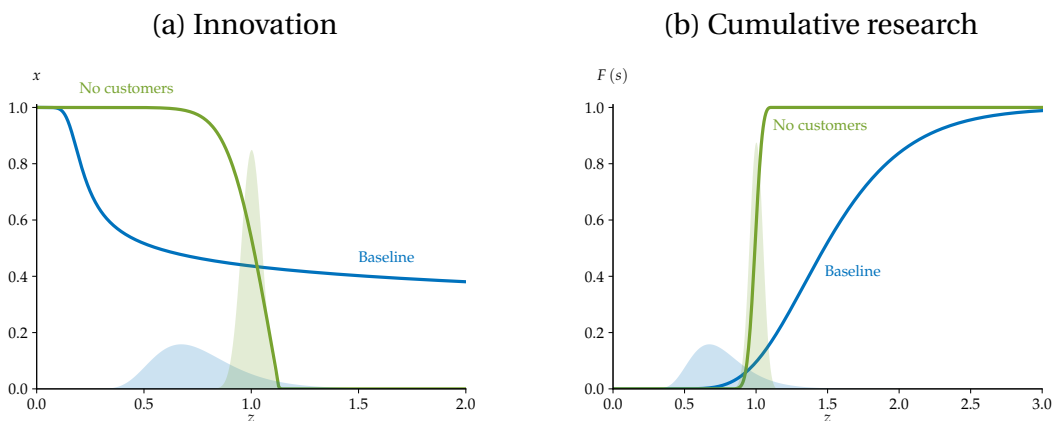 (a) Innovation
x
No customers
1.0
0.8
0.6
Baseline
0.4
0.2
0.0
0.0 0.5 1.0 1.5 2.0
z
(b) Cumulative research
F (s)
1.0
No customers
0.8
0.6
Baseline
0.4
0.2
0.0
0.0 0.5 1.0 1.5 2.0 2.5 3.0
z